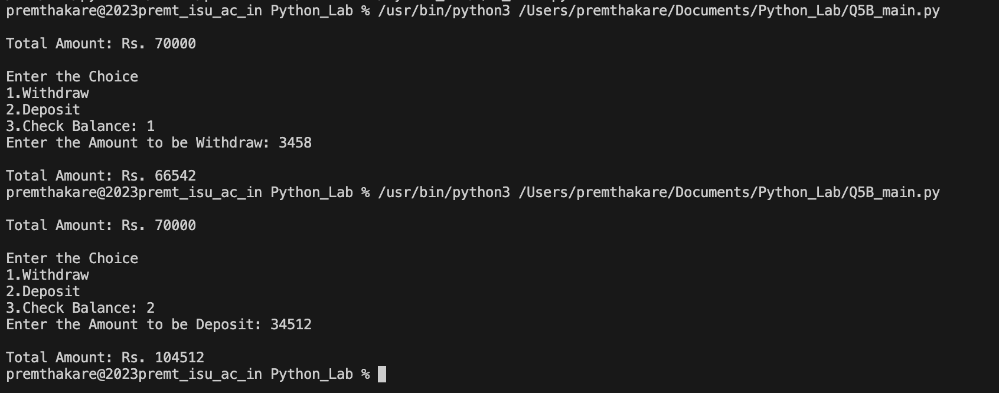 premthakare@2023premt_isu_ac_in Python_Lab % /usr/bin/python3 /Users/premthakare/Documents/Python_Lab/Q5B_main.py
Total Amount: Rs. 70000
Enter the Choice
1.Withdraw
2.Deposit
3.Check Balance: 1
Enter the Amount to be Withdraw: 3458
Total Amount: Rs. 66542
premthakare@2023premt_isu_ac_in Python_Lab % /usr/bin/python3 /Users/premthakare/Documents/Python_Lab/Q5B_main.py
Total Amount: Rs. 70000
Enter the Choice
1.Withdraw
2.Deposit
3.Check Balance: 2
Enter the Amount to be Deposit: 34512
Total Amount: Rs. 104512
premthakare@2023premt_isu_ac_in Python_Lab %